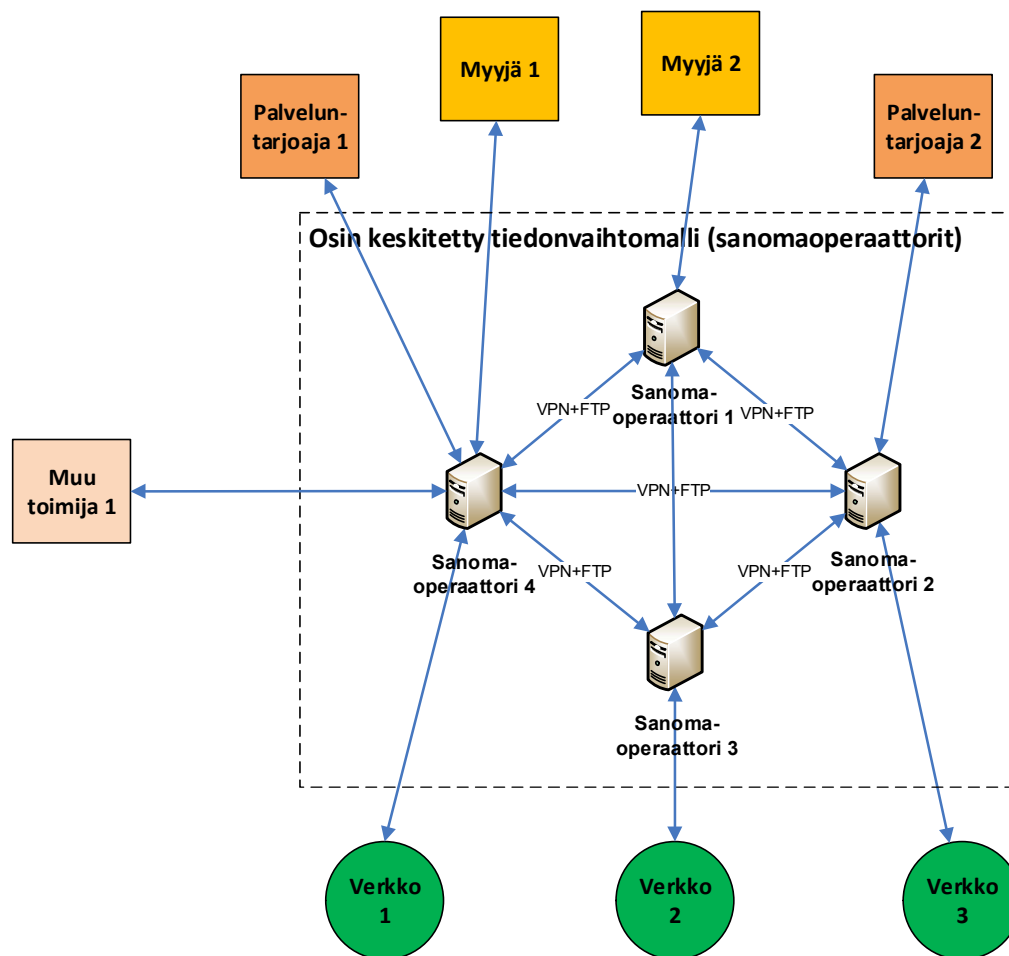 Myyjä 1
Myyjä 2
Palvelun-
tarjoaja 1
Palvelun-
tarjoaja 2
Osin keskitetty tiedonvaihtomalli (sanomaoperaattorit)
Sanoma-
operaattori 1
VPN+FTP
VPN+FTP
Muu
toimija 1
VPN+FTP
Sanoma-
operaattori 4
Sanoma-
operaattori 2
VPN+FTP
VPN+FTP
Sanoma-
operaattori 3
Verkko
1
Verkko
2
Verkko
3